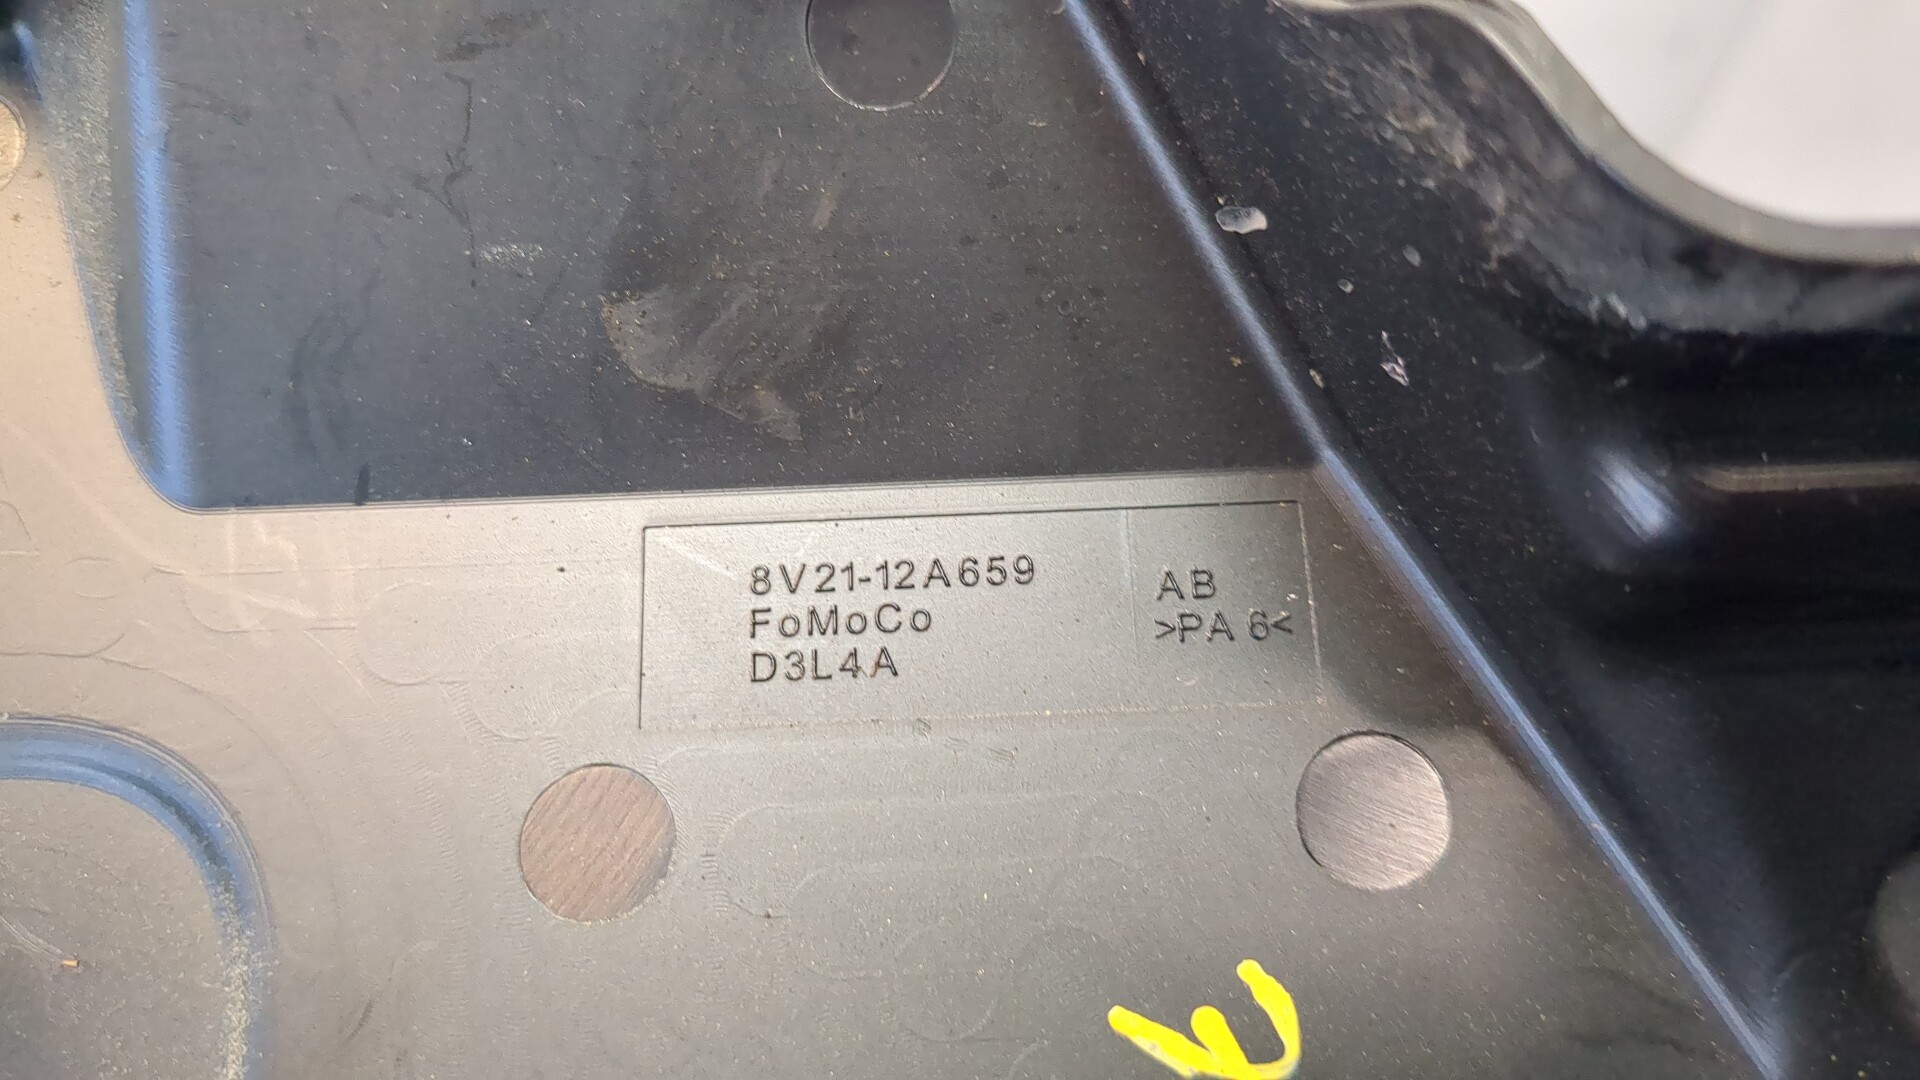 8V21-12A659 AB
FoMoCo >PA 6<
D3L4A